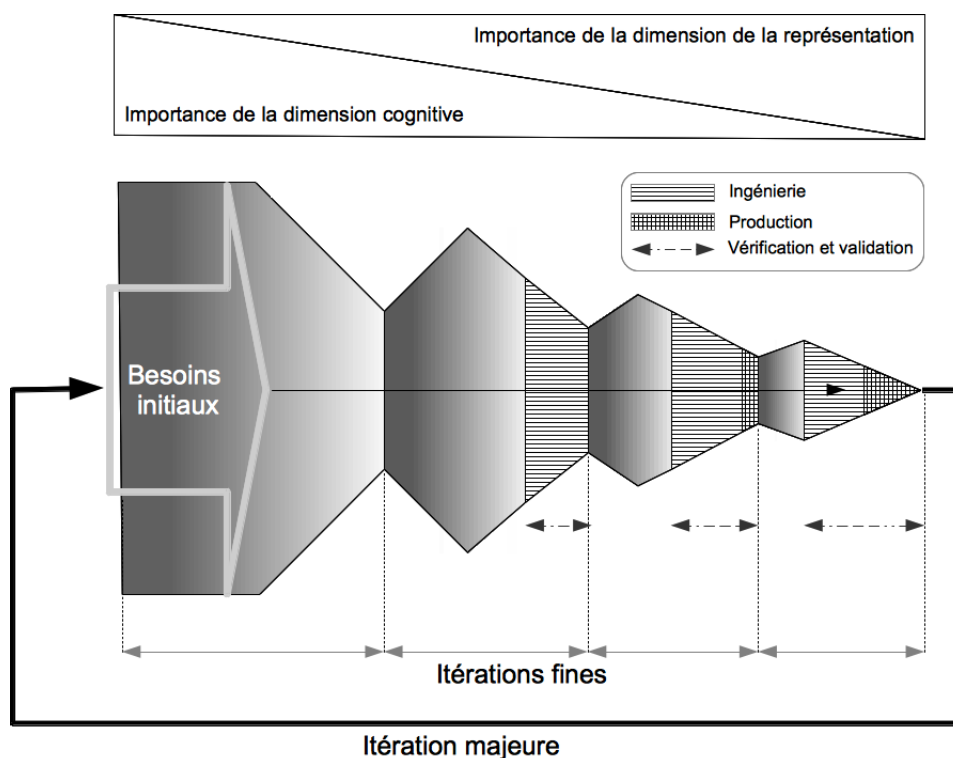 Importance de la dimension de la représentation
Importance de la dimension cognitive
Ingénierie
Production
Vérification et validation
Besoins
initiaux
Itérations fines
Itération majeure